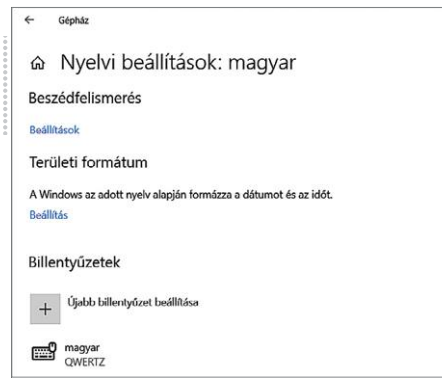 Gépház
Nyelvi beállítások: magyar
Beszédfelismerés
Beállítások
Területi formátum
A Windows az adott nyelv alapján formázza a dátumot és az időt.
Beállítás
Billentyűzetek
Újabb billentyűzet beállítása
magyar
QWERTZ